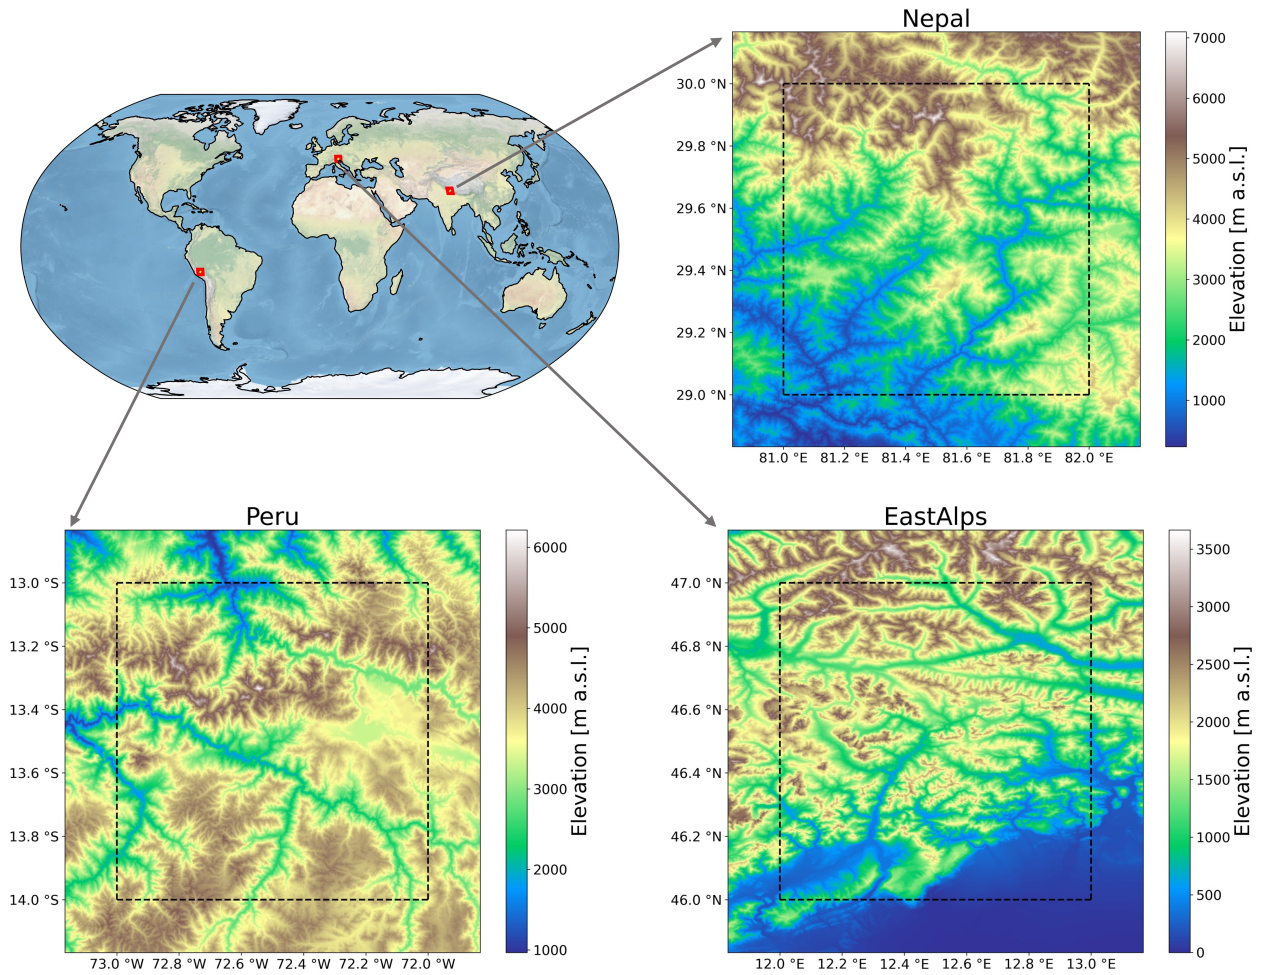 Nepal
30.0 °N
29.8 °N
29.6 °N
29.4 °N
29.2 °N
29.0 °N
81.0 °E 81.2 °E 81.4 °E 81.6 °E 81.8 °E 82.0 °E
7000
6000
5000
4000
3000
2000
1000
Elevation [m a.s.l.]
Peru
13.0 °S
13.2 °S
13.4 °S
13.6 °S
13.8 °S
14.0 °S
73.0 °W 72.8 °W 72.6 °W 72.4 °W 72.2 °W 72.0 °W
6000
5000
4000
3000
2000
1000
Elevation [m a.s.l.]
EastAlps
47.0 °N
46.8 °N
46.6 °N
46.4 °N
46.2 °N
46.0 °N
12.0 °E 12.2 °E 12.4 °E 12.6 °E 12.8 °E 13.0 °E
3500
3000
2500
2000
1500
1000
500
0
Elevation [m a.s.l.]